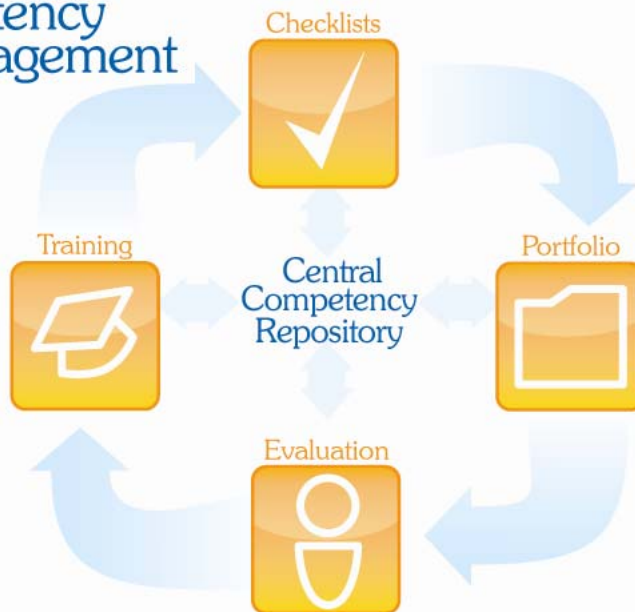 tency
agement
Checklists
Training
Portfolio
Central
Competency
Repository
Evaluation